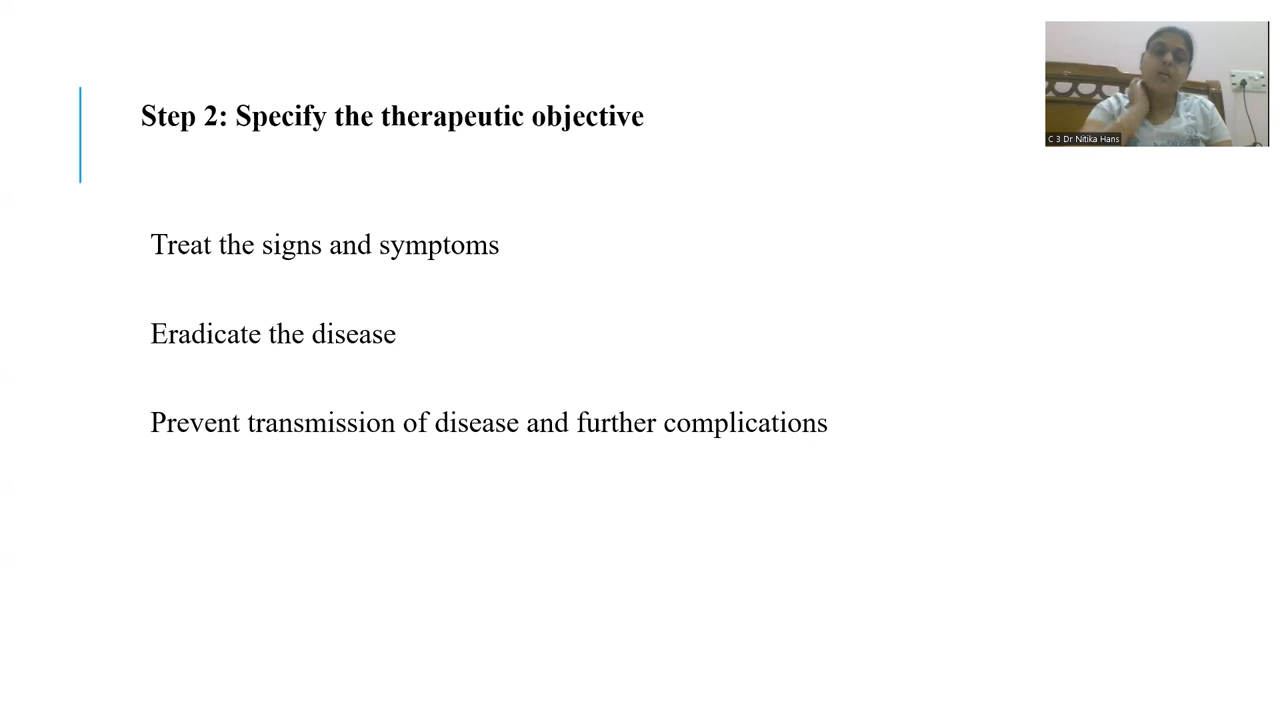 Step 2: Specify the therapeutic objective
C 3 Dr Nitika Hans
Treat the signs and symptoms
Eradicate the disease
Prevent transmission of disease and further complications